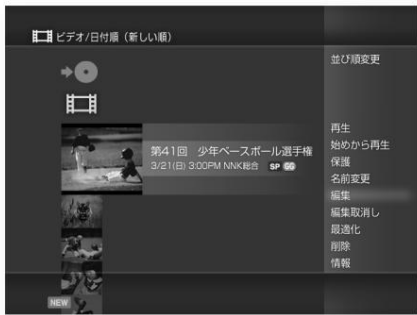 ビデオ/日付順（新しい順）
並び順変更
第41回　少年ベースボール選手権
3/21(日) 3:00PM NNK総合 SP GG
再生
始めから再生
保護
名前変更
編集
編集取消し
最適化
削除
情報
NEW